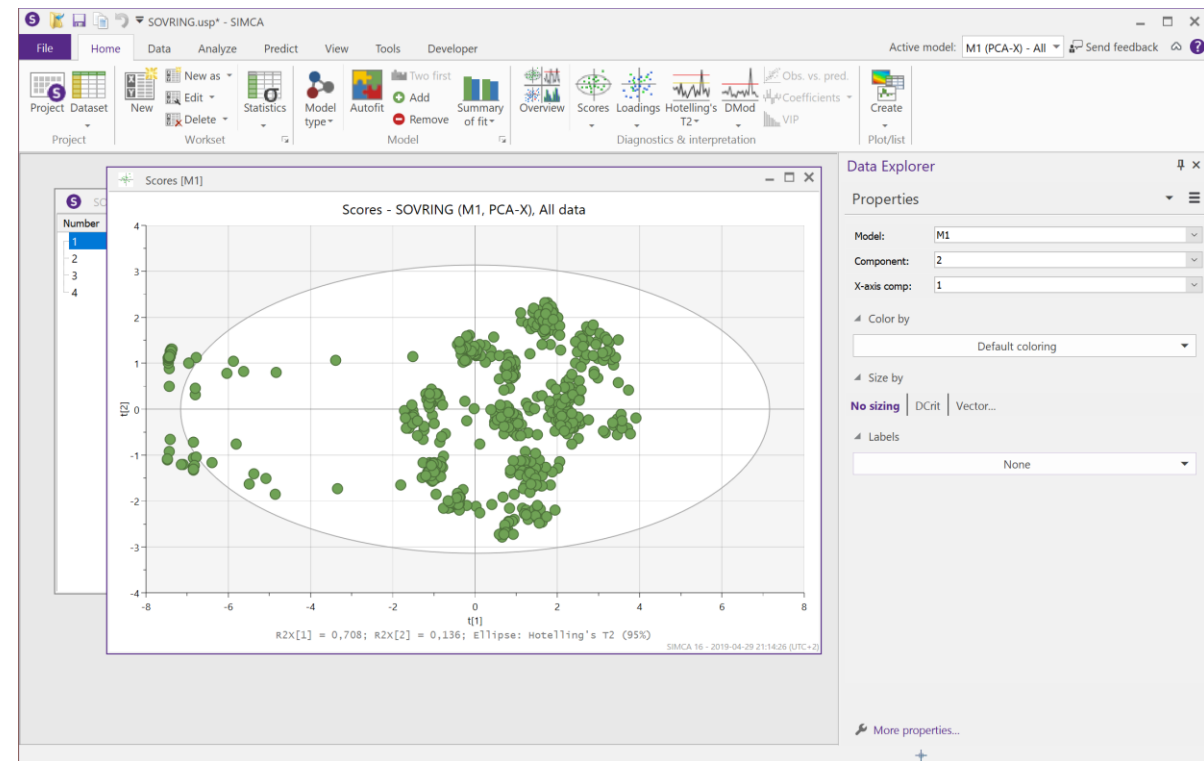 SOVRING.usp* - SIMCA
File Home Data Analyze Predict View Tools Developer
Active model: M1 (PCA-X) - All Send feedback
Project Dataset New New as Edit Delete Statistics Model type Autofit Two first Add Remove Summary of fit Overview Scores Loadings Hotelling's T2 DMod Obs. vs. pred. Coefficients VIP Create
Project Workset Model Diagnostics & interpretation Plot/list
Data Explorer
Scores [M1]
Properties
SO
Number
1
2
3
4
Scores - SOVRING (M1, PCA-X), All data
4
3
2
1
0
-1
-2
-3
-4
t[2]
-8 -6 -4 -2 0 2 4 6 8
t[1]
R2X[1] = 0,708; R2X[2] = 0,136; Ellipse: Hotelling's T2 (95%)
SIMCA 16 - 2019-04-29 21:14:26 (UTC+2)
Model: M1
Component: 2
X-axis comp: 1
Color by
Default coloring
Size by
No sizing DCrit Vector...
Labels
None
More properties...